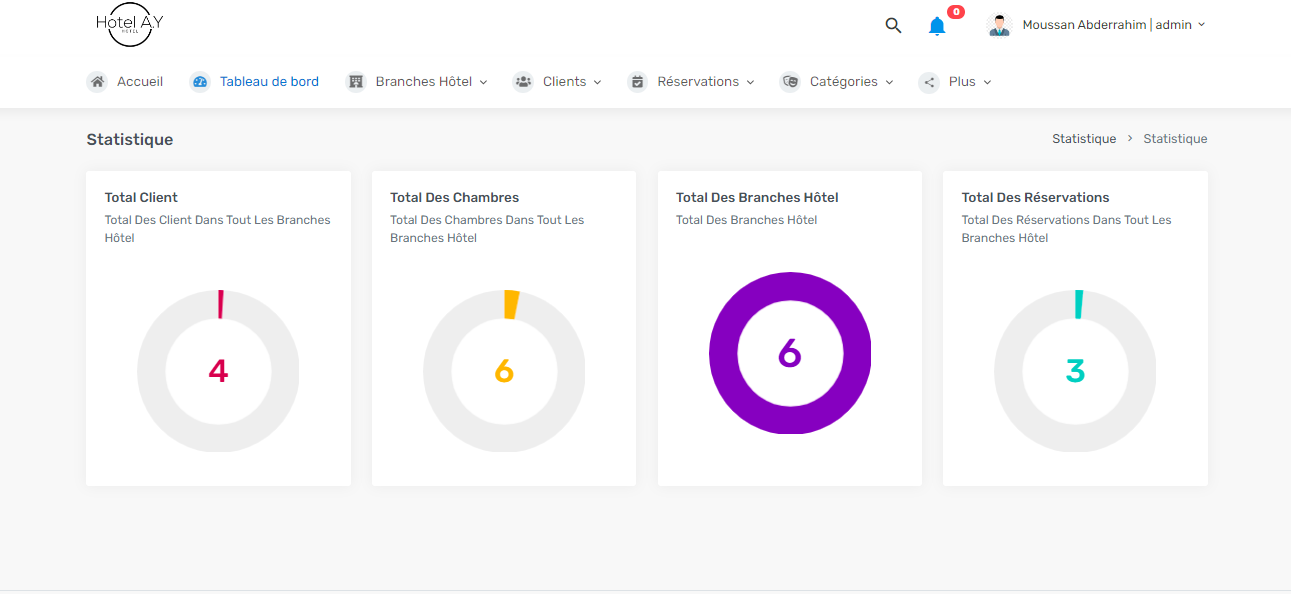 Hotel A.Y
HOTEL
0
Moussan Abderrahim | admin
Accueil
Tableau de bord
Branches Hôtel
Clients
Réservations
Catégories
Plus
Statistique
Statistique > Statistique
Total Client
Total Des Client Dans Tout Les Branches
Hôtel
4
Total Des Chambres
Total Des Chambres Dans Tout Les
Branches Hôtel
6
Total Des Branches Hôtel
Total Des Branches Hôtel
6
Total Des Réservations
Total Des Réservations Dans Tout Les
Branches Hôtel
3